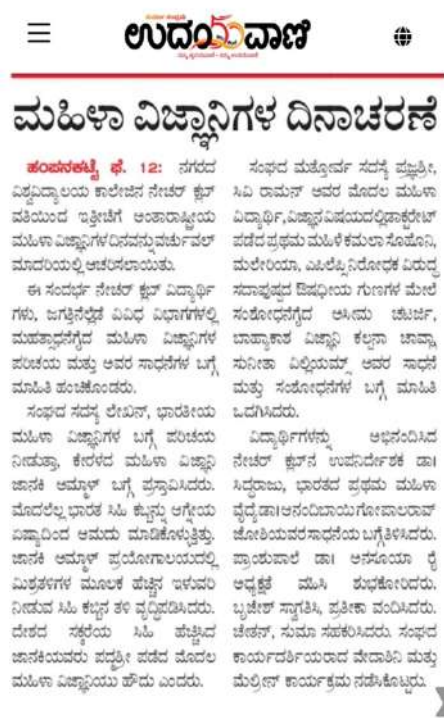 ಉದಯವಾಣಿ
ಮಹಿಳಾ ವಿಜ್ಞಾನಿಗಳ ದಿನಾಚರಣೆ
ಹಂಪನಕಟ್ಟೆ ಫೆ. 12: ನಗರದ
ವಿಶ್ವವಿದ್ಯಾಲಯ ಕಾಲೇಜಿನ ನೇಚರ್ ಕ್ಲಬ್
ವತಿಯಿಂದ ಇತ್ತೀಚೆಗೆ ಅಂತಾರಾಷ್ಟ್ರೀಯ
ಮಹಿಳಾ ವಿಜ್ಞಾನಿಗಳ ದಿನವನ್ನು ವರ್ಚುವಲ್
ಮಾದರಿಯಲ್ಲಿ ಆಚರಿಸಲಾಯಿತು.
ಈ ಸಂದರ್ಭ ನೇಚರ್ ಕ್ಲಬ್ ವಿದ್ಯಾರ್ಥಿ
ಗಳು, ಜಗತ್ತಿನೆಲ್ಲೆಡೆ ವಿವಿಧ ವಿಭಾಗಗಳಲ್ಲಿ
ಮಹತ್ಸಾಧನೆಗೈದ ಮಹಿಳಾ ವಿಜ್ಞಾನಿಗಳ
ಪರಿಚಯ ಮತ್ತು ಅವರ ಸಾಧನೆಗಳ ಬಗ್ಗೆ
ಮಾಹಿತಿ ಹಂಚಿಕೊಂಡರು.
ಸಂಘದ ಸದಸ್ಯ ಲೇಖಿನ್, ಭಾರತೀಯ
ಮಹಿಳಾ ವಿಜ್ಞಾನಿಗಳ ಬಗ್ಗೆ ಪರಿಚಯ
ನೀಡುತ್ತಾ, ಕೇರಳದ ಮಹಿಳಾ ವಿಜ್ಞಾನಿ
ಜಾನಕಿ ಅಮ್ಮಾಳ್ ಬಗ್ಗೆ ಪ್ರಸ್ತಾವಿಸಿದರು.
ಮೊದಲೆಲ್ಲ ಭಾರತ ಸಿಹಿ ಕಬ್ಬನ್ನು ಆಗ್ನೇಯ
ಏಷ್ಯಾದಿಂದ ಆಮದು ಮಾಡಿಕೊಳ್ಳುತ್ತಿತ್ತು.
ಜಾನಕಿ ಅಮ್ಮಾಳ್ ಪ್ರಯೋಗಾಲಯದಲ್ಲಿ
ಮಿಶ್ರತಳಿಗಳ ಮೂಲಕ ಹೆಚ್ಚಿನ ಇಳುವರಿ
ನೀಡುವ ಸಿಹಿ ಕಬ್ಬಿನ ತಳಿ ವೃದ್ಧಿಪಡಿಸಿದರು.
ದೇಶದ ಸಕ್ಕರೆಯ ಸಿಹಿ ಹೆಚ್ಚಿಸಿದ
ಜಾನಕಿಯವರು ಪದ್ಮಶ್ರೀ ಪಡೆದ ಮೊದಲ
ಮಹಿಳಾ ವಿಜ್ಞಾನಿಯು ಹೌದು ಎಂದರು.
ಸಂಘದ ಮತ್ತೋರ್ವ ಸದಸ್ಯೆ ಪ್ರಜ್ಞಶ್ರೀ,
ಸಿವಿ ರಾಮನ್ ಅವರ ಮೊದಲ ಮಹಿಳಾ
ವಿದ್ಯಾರ್ಥಿ, ವಿಜ್ಞಾನ ವಿಷಯದಲ್ಲಿ ಡಾಕ್ಟರೇಟ್
ಪಡೆದ ಪ್ರಥಮ ಮಹಿಳೆ ಕಮಲಾ ಸೊಹೊನಿ,
ಮಲೇರಿಯಾ, ಎಪಿಲೆಪ್ಸಿ ನಿರೋಧಕ ವಿರುದ್ಧ
ಸದಾಪುಷ್ಪದ ಔಷಧೀಯ ಗುಣಗಳ ಮೇಲೆ
ಸಂಶೋಧನೆಗೈದ ಅಸೀಮ ಚಟರ್ಜಿ,
ಬಾಹ್ಯಾಕಾಶ ವಿಜ್ಞಾನಿ ಕಲ್ಪನಾ ಚಾವ್ಲಾ,
ಸುನೀತಾ ವಿಲ್ಲಿಯಮ್ಸ್ ಅವರ ಸಾಧನೆ
ಮತ್ತು ಸಂಶೋಧನೆಗಳ ಬಗ್ಗೆ ಮಾಹಿತಿ
ಒದಗಿಸಿದರು.
ವಿದ್ಯಾರ್ಥಿಗಳನ್ನು ಅಭಿನಂದಿಸಿದ
ನೇಚರ್ ಕ್ಲಬ್‌ನ ಉಪನಿರ್ದೇಶಕ ಡಾ|
ಸಿದ್ಧರಾಜು, ಭಾರತದ ಪ್ರಥಮ ಮಹಿಳಾ
ವೈದ್ಯೆ ಡಾ| ಆನಂದಿಬಾಯಿ ಗೋಪಾಲರಾವ್
ಜೋಶಿಯವರ ಸಾಧನೆಯ ಬಗ್ಗೆ ತಿಳಿಸಿದರು.
ಪ್ರಾಂಶುಪಾಲೆ ಡಾ| ಅನಸೂಯಾ ರೈ
ಅಧ್ಯಕ್ಷತೆ ವಹಿಸಿ ಶುಭಕೋರಿದರು.
ಬೃಜೇಶ್ ಸ್ವಾಗತಿಸಿ, ಪ್ರತೀಕಾ ವಂದಿಸಿದರು.
ಚೇತನ್, ಸುಮಾ ಸಹಕರಿಸಿದರು. ಸಂಘದ
ಕಾರ್ಯದರ್ಶಿಯರಾದ ವೇದಾಶಿನಿ ಮತ್ತು
ಮೆಲ್ರೀನ್ ಕಾರ್ಯಕ್ರಮ ನಡೆಸಿಕೊಟ್ಟರು.